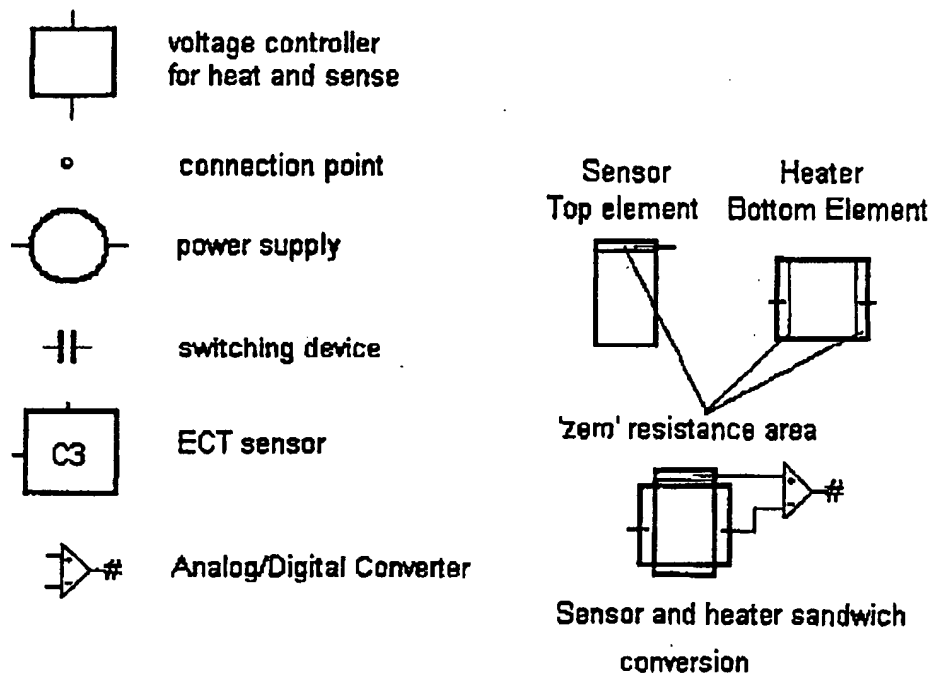 voltage controller
for heat and sense
connection point
power supply
switching device
C3
ECT sensor
#
Analog/Digital Converter
Sensor
Top element
Heater
Bottom Element
'zem' resistance area
+
-
#
Sensor and heater sandwich
conversion